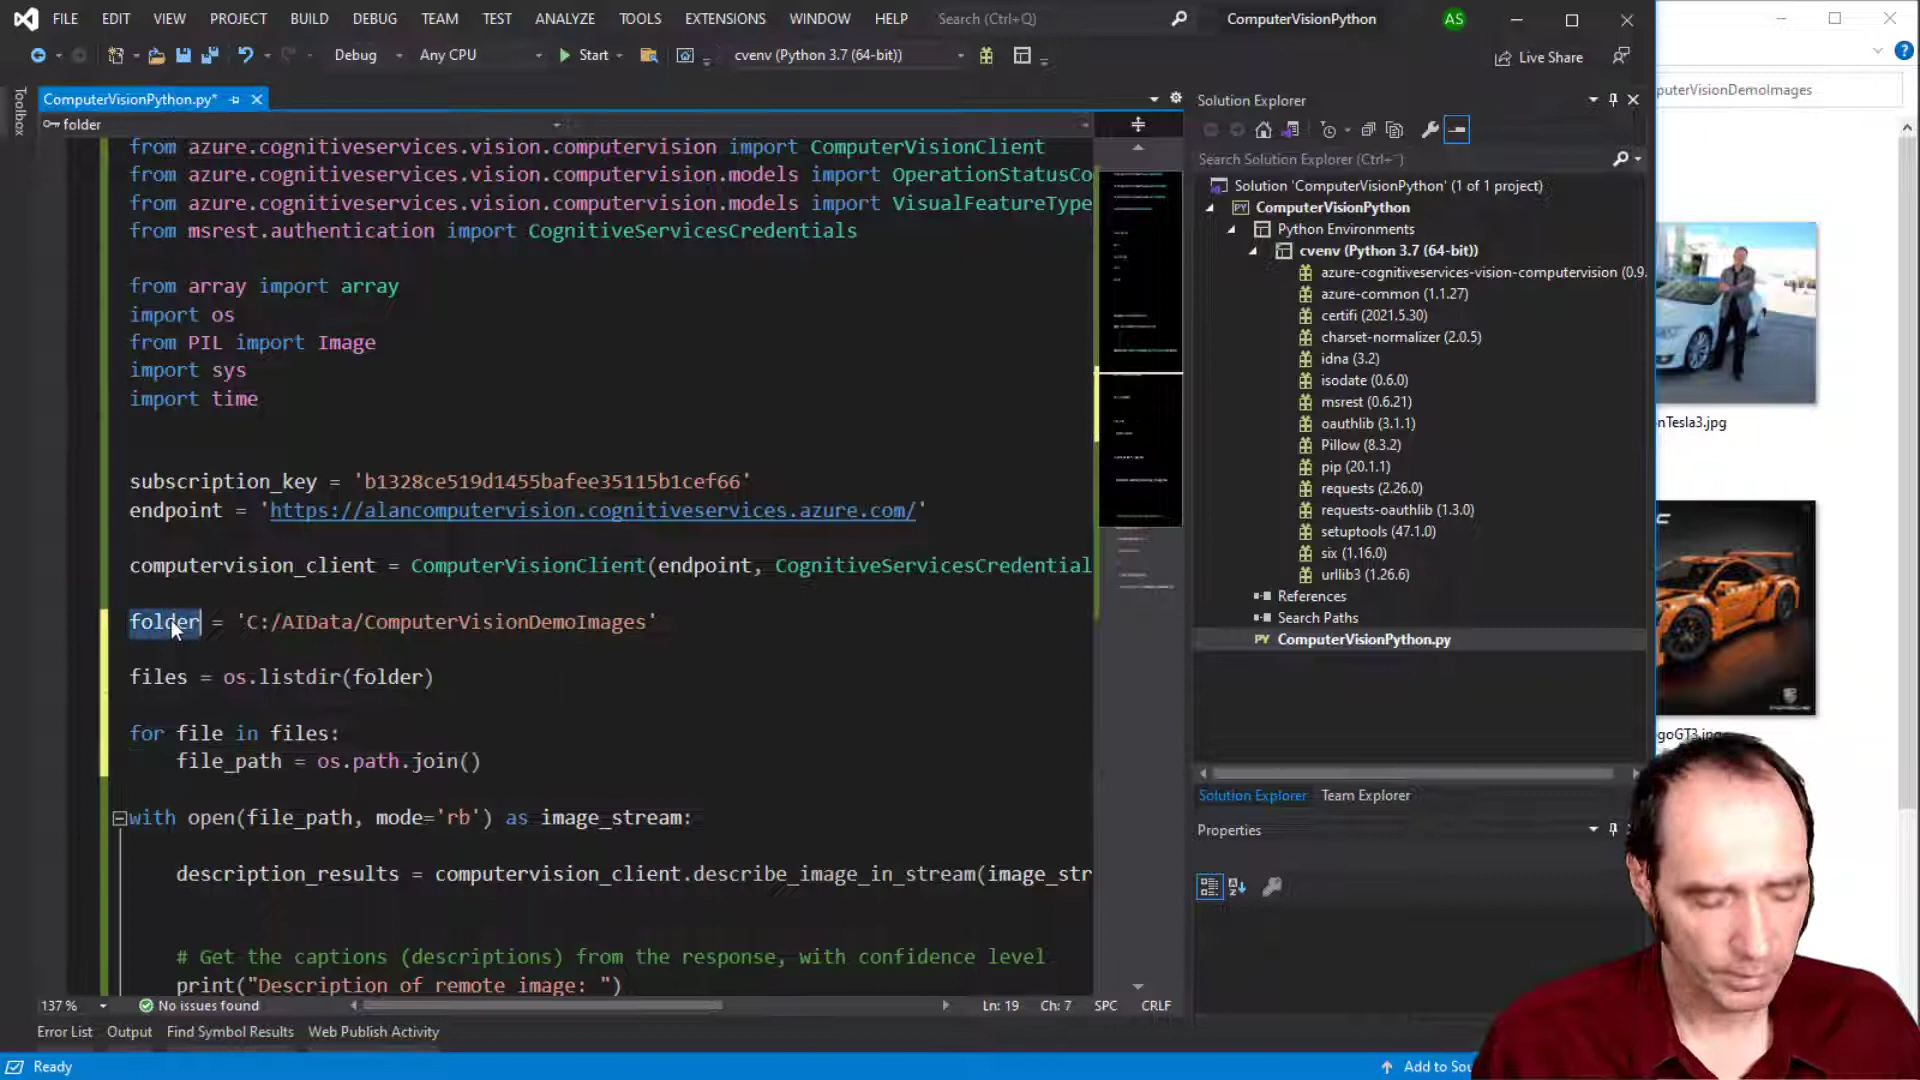 FILE EDIT VIEW PROJECT BUILD DEBUG TEAM TEST ANALYZE TOOLS EXTENSIONS WINDOW HELP Search (Ctrl+Q) ComputerVisionPython AS
Debug Any CPU Start cvenv (Python 3.7 (64-bit)) Live Share
Toolbox
ComputerVisionPython.py*
folder
from azure.cognitiveservices.vision.computervision import ComputerVisionClient
from azure.cognitiveservices.vision.computervision.models import OperationStatusCo
from azure.cognitiveservices.vision.computervision.models import VisualFeatureType
from msrest.authentication import CognitiveServicesCredentials
from array import array
import os
from PIL import Image
import sys
import time
subscription_key = 'b1328ce519d1455bafee35115b1cef66'
endpoint = 'https://alancomputervision.cognitiveservices.azure.com/'
computervision_client = ComputerVisionClient(endpoint, CognitiveServicesCredential
folder = 'C:/AIData/ComputerVisionDemoImages'
files = os.listdir(folder)
for file in files:
file_path = os.path.join()
with open(file_path, mode='rb') as image_stream:
description_results = computervision_client.describe_image_in_stream(image_str
# Get the captions (descriptions) from the response, with confidence level
print("Description of remote image: ")
137 % No issues found Ln: 19 Ch: 7 SPC CRLF
Error List Output Find Symbol Results Web Publish Activity
Ready Add to Sou
Solution Explorer
Search Solution Explorer (Ctrl+¨)
Solution 'ComputerVisionPython' (1 of 1 project)
ComputerVisionPython
Python Environments
cvenv (Python 3.7 (64-bit))
azure-cognitiveservices-vision-computervision (0.9.
azure-common (1.1.27)
certifi (2021.5.30)
charset-normalizer (2.0.5)
idna (3.2)
isodate (0.6.0)
msrest (0.6.21)
oauthlib (3.1.1)
Pillow (8.3.2)
pip (20.1.1)
requests (2.26.0)
requests-oauthlib (1.3.0)
setuptools (47.1.0)
six (1.16.0)
urllib3 (1.26.6)
References
Search Paths
ComputerVisionPython.py
Solution Explorer Team Explorer
Properties
puterVisionDemoImages
nTesla3.jpg
goGT3.jpg